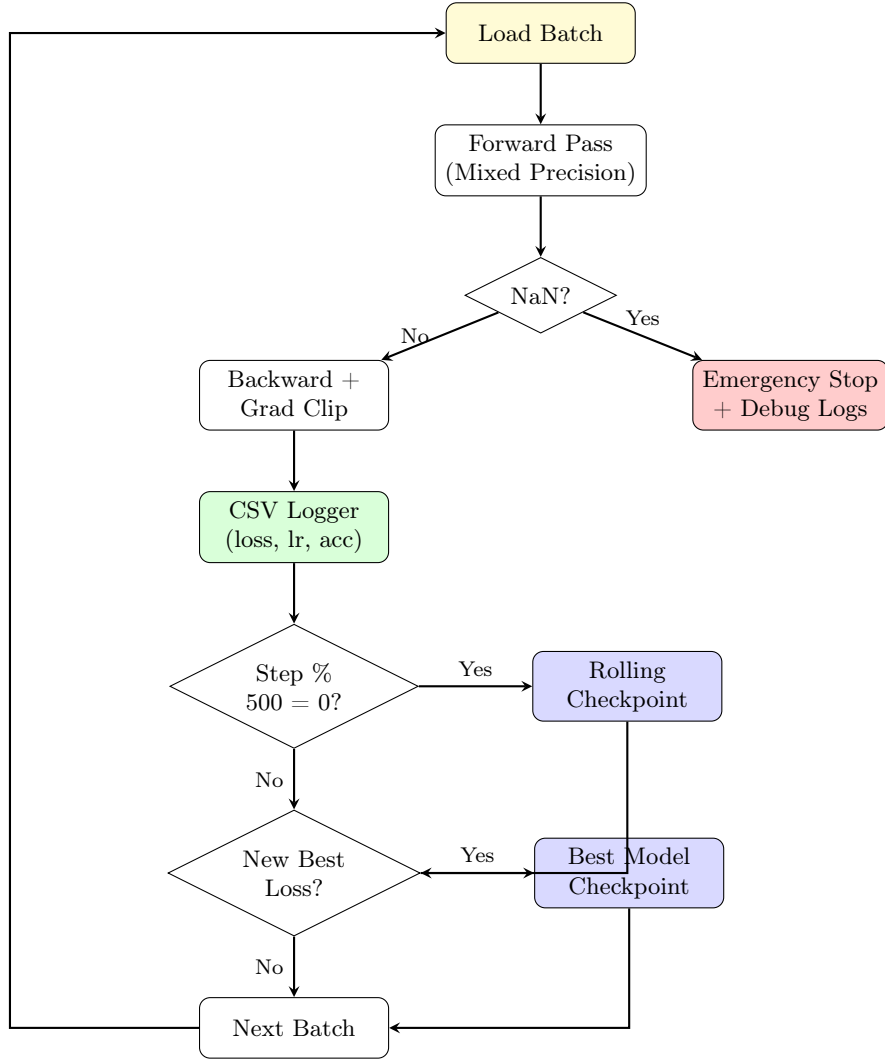 Load Batch
Forward Pass
(Mixed Precision)
NaN?
No
Yes
Backward +
Grad Clip
Emergency Stop
+ Debug Logs
CSV Logger
(loss, lr, acc)
Step %
500 = 0?
Yes
Rolling
Checkpoint
No
New Best
Loss?
Yes
Best Model
Checkpoint
No
Next Batch